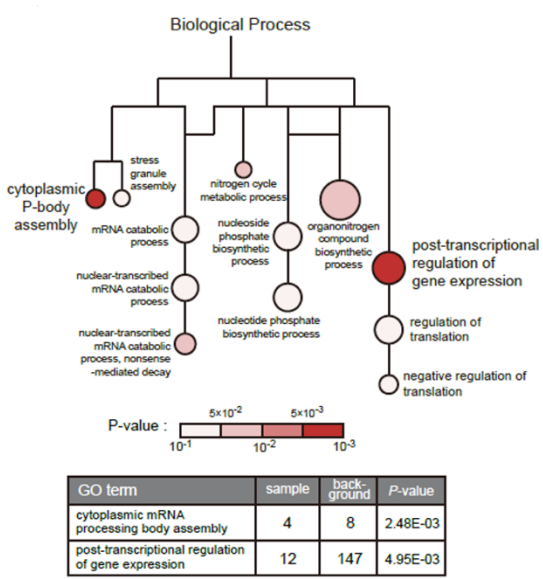 Biological Process
stress
granule
assembly
cytoplasmic
P-body
assembly
mRNA catabolic
process
nuclear-transcribed
mRNA catabolic
process
nuclear-transcribed
mRNA catabolic
process, nonsense
-mediated decay
nitrogen cycle
metabolic process
nucleoside
phosphate
biosynthetic
process
nucleotide phosphate
biosynthetic process
organonitrogen
compound
biosynthetic
process
post-transcriptional
regulation of
gene expression
regulation of
translation
negative regulation of
translation
P-value :
5×10⁻² 5×10⁻³
10⁻¹ 10⁻² 10⁻³
GO term sample back-ground P-value
cytoplasmic mRNA
processing body assembly 4 8 2.48E-03
post-transcriptional regulation
of gene expression 12 147 4.95E-03